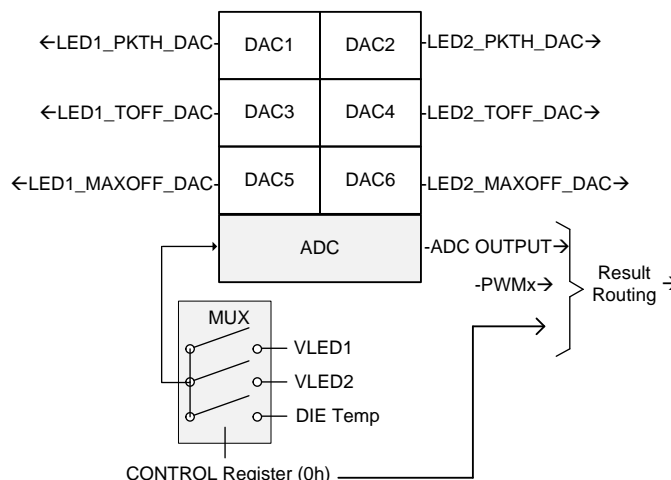 ←LED1_PKTH_DAC- DAC1 DAC2 -LED2_PKTH_DAC→
←LED1_TOFF_DAC- DAC3 DAC4 -LED2_TOFF_DAC→
←LED1_MAXOFF_DAC- DAC5 DAC6 -LED2_MAXOFF_DAC→
ADC -ADC OUTPUT→
-PWMx→
Result
Routing →
MUX
VLED1
VLED2
DIE Temp
CONTROL Register (0h)